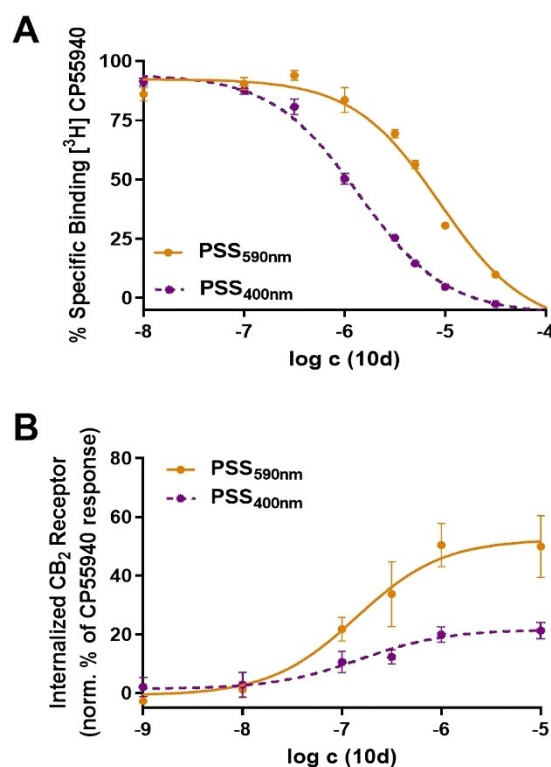 A
% Specific Binding [³H] CP55940
100
75
50
25
0
PSS₅₉₀ₙₘ
PSS₄₀₀ₙₘ
-8 -7 -6 -5 -4
log c (10d)
B
Internalized CB₂ Receptor
(norm. % of CP55940 response)
80
60
40
20
0
PSS₅₉₀ₙₘ
PSS₄₀₀ₙₘ
-9 -8 -7 -6 -5
log c (10d)